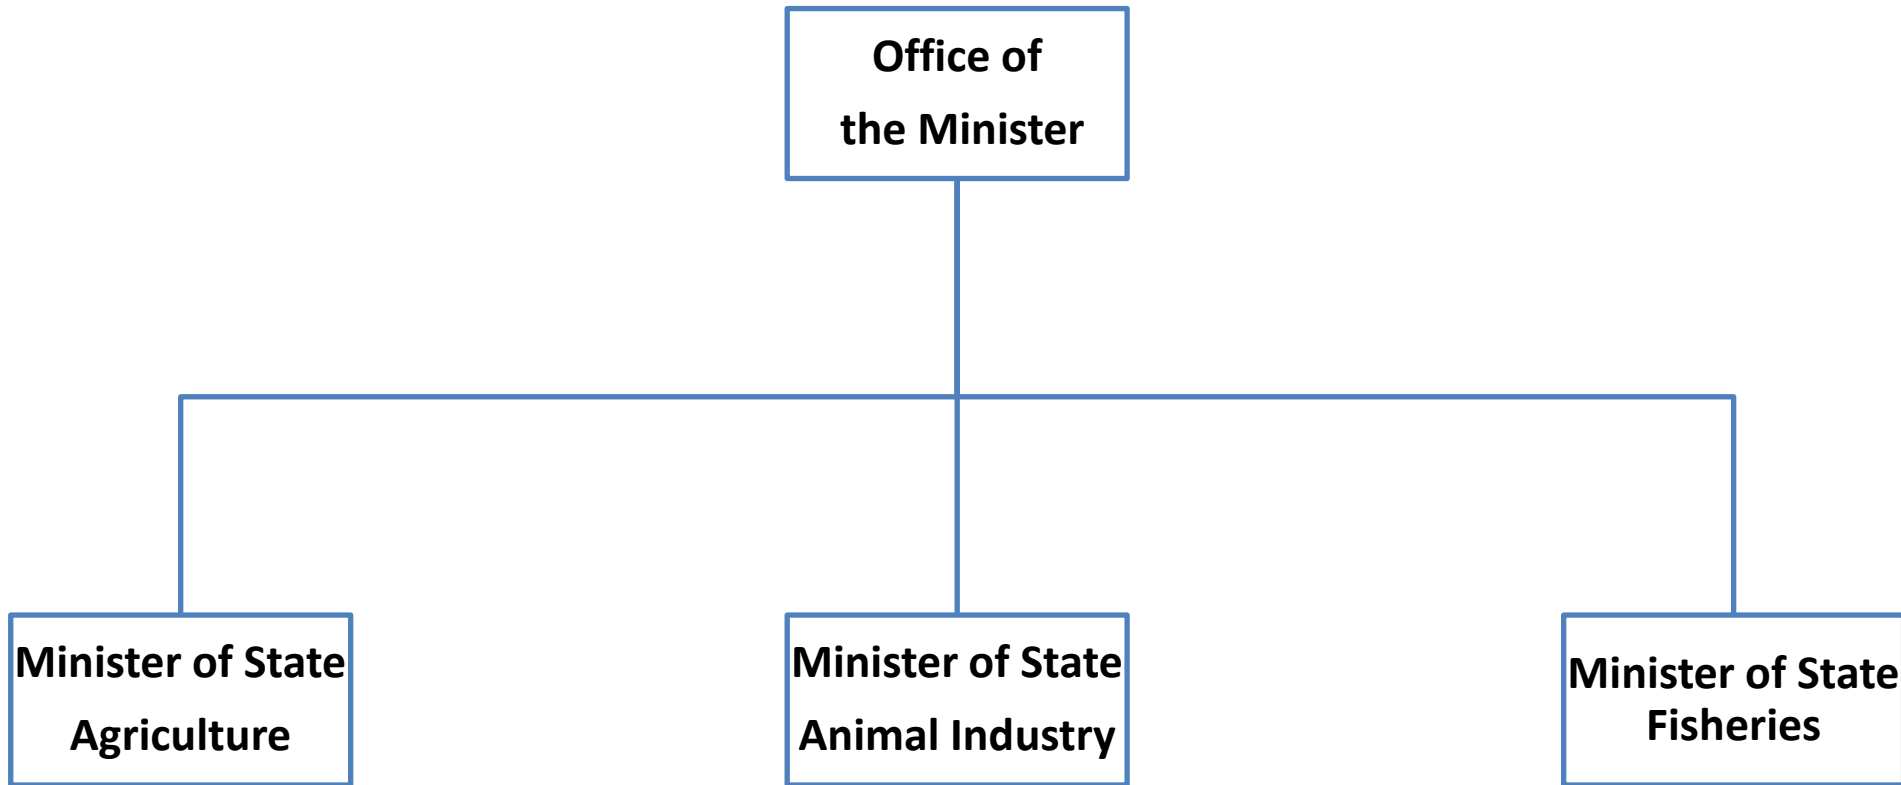 Office of
the Minister
Minister of State
Agriculture
Minister of State
Animal Industry
Minister of State
Fisheries